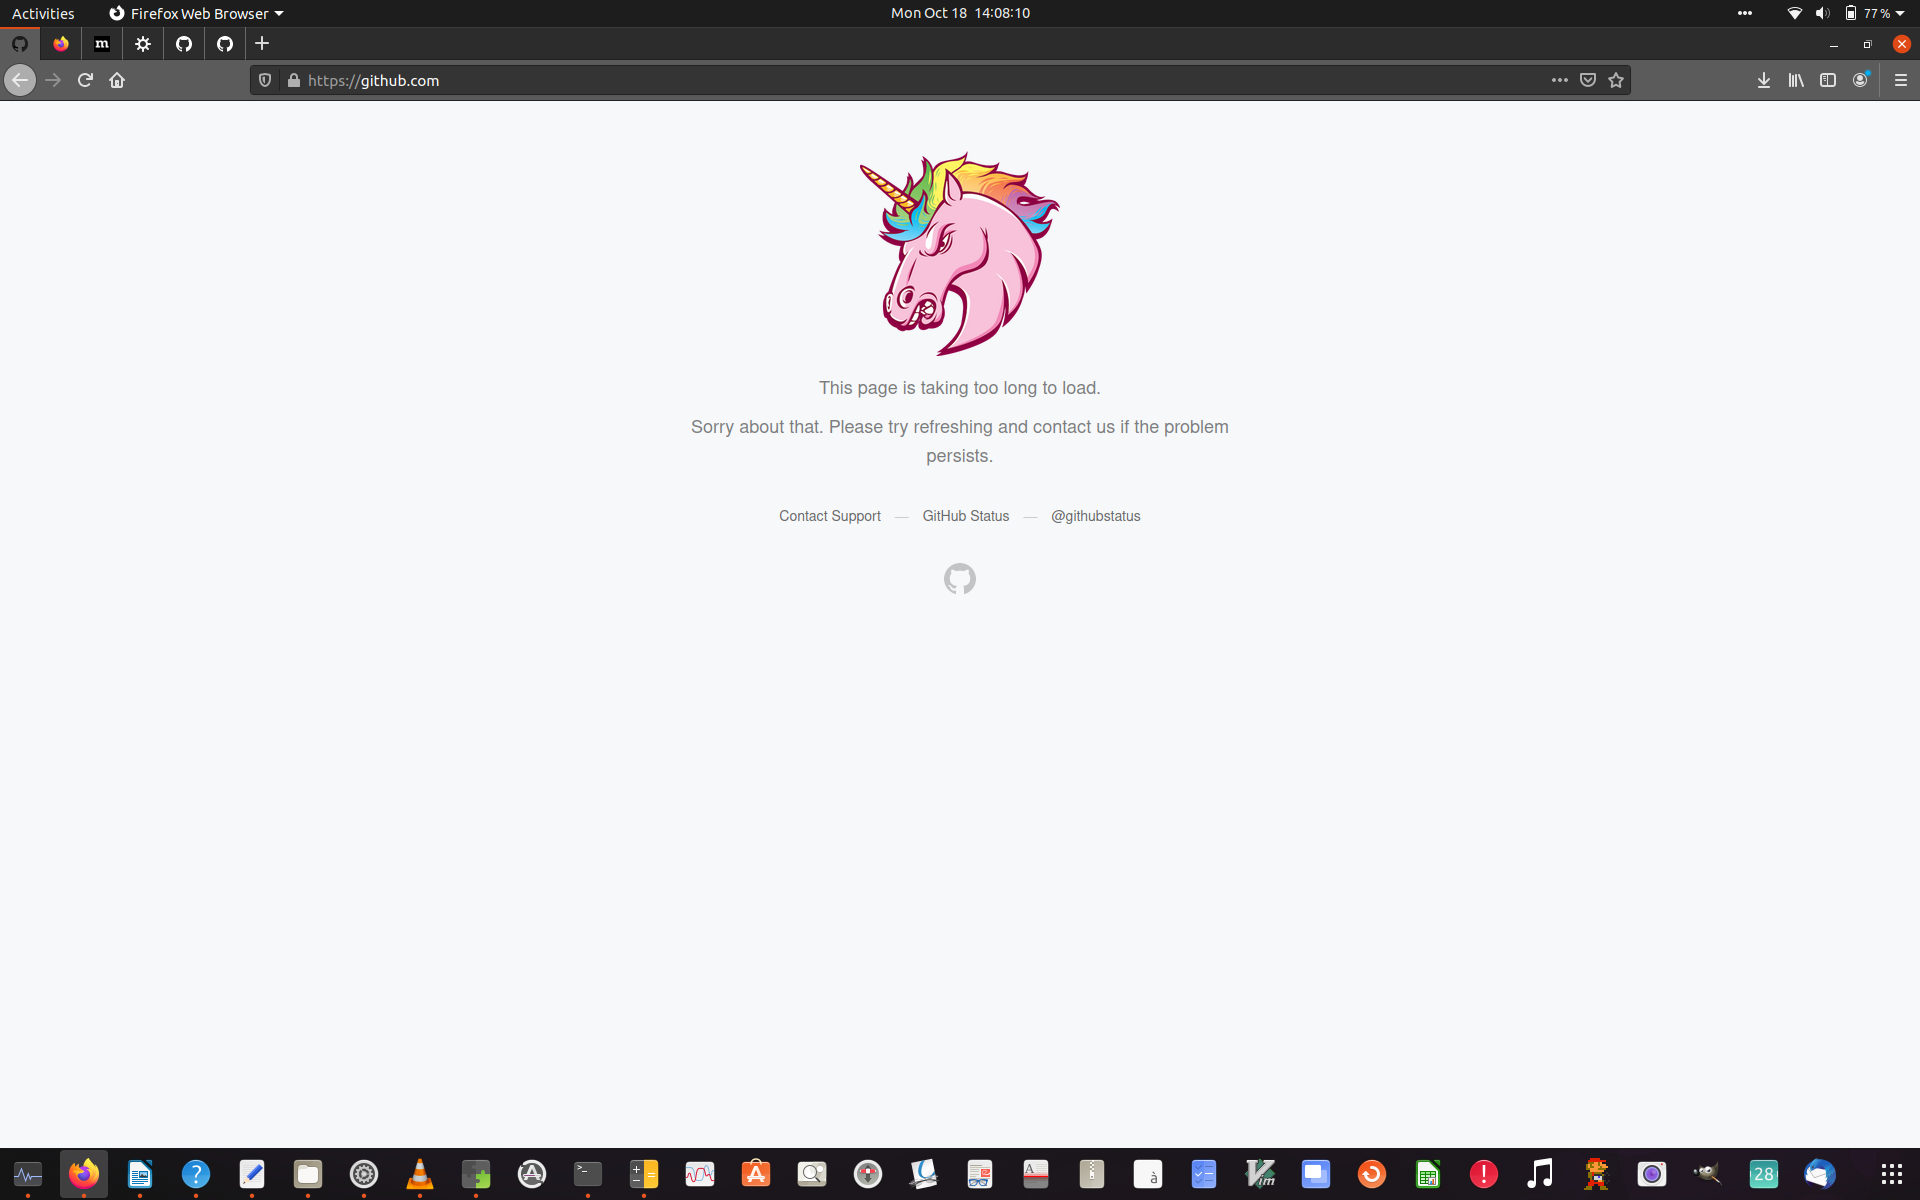 Activities
Firefox Web Browser
Mon Oct 18 14:08:10
77 %
m
https://github.com
This page is taking too long to load.
Sorry about that. Please try refreshing and contact us if the problem
persists.
Contact Support — GitHub Status — @githubstatus
?
>_
A
à
Vim
!
28